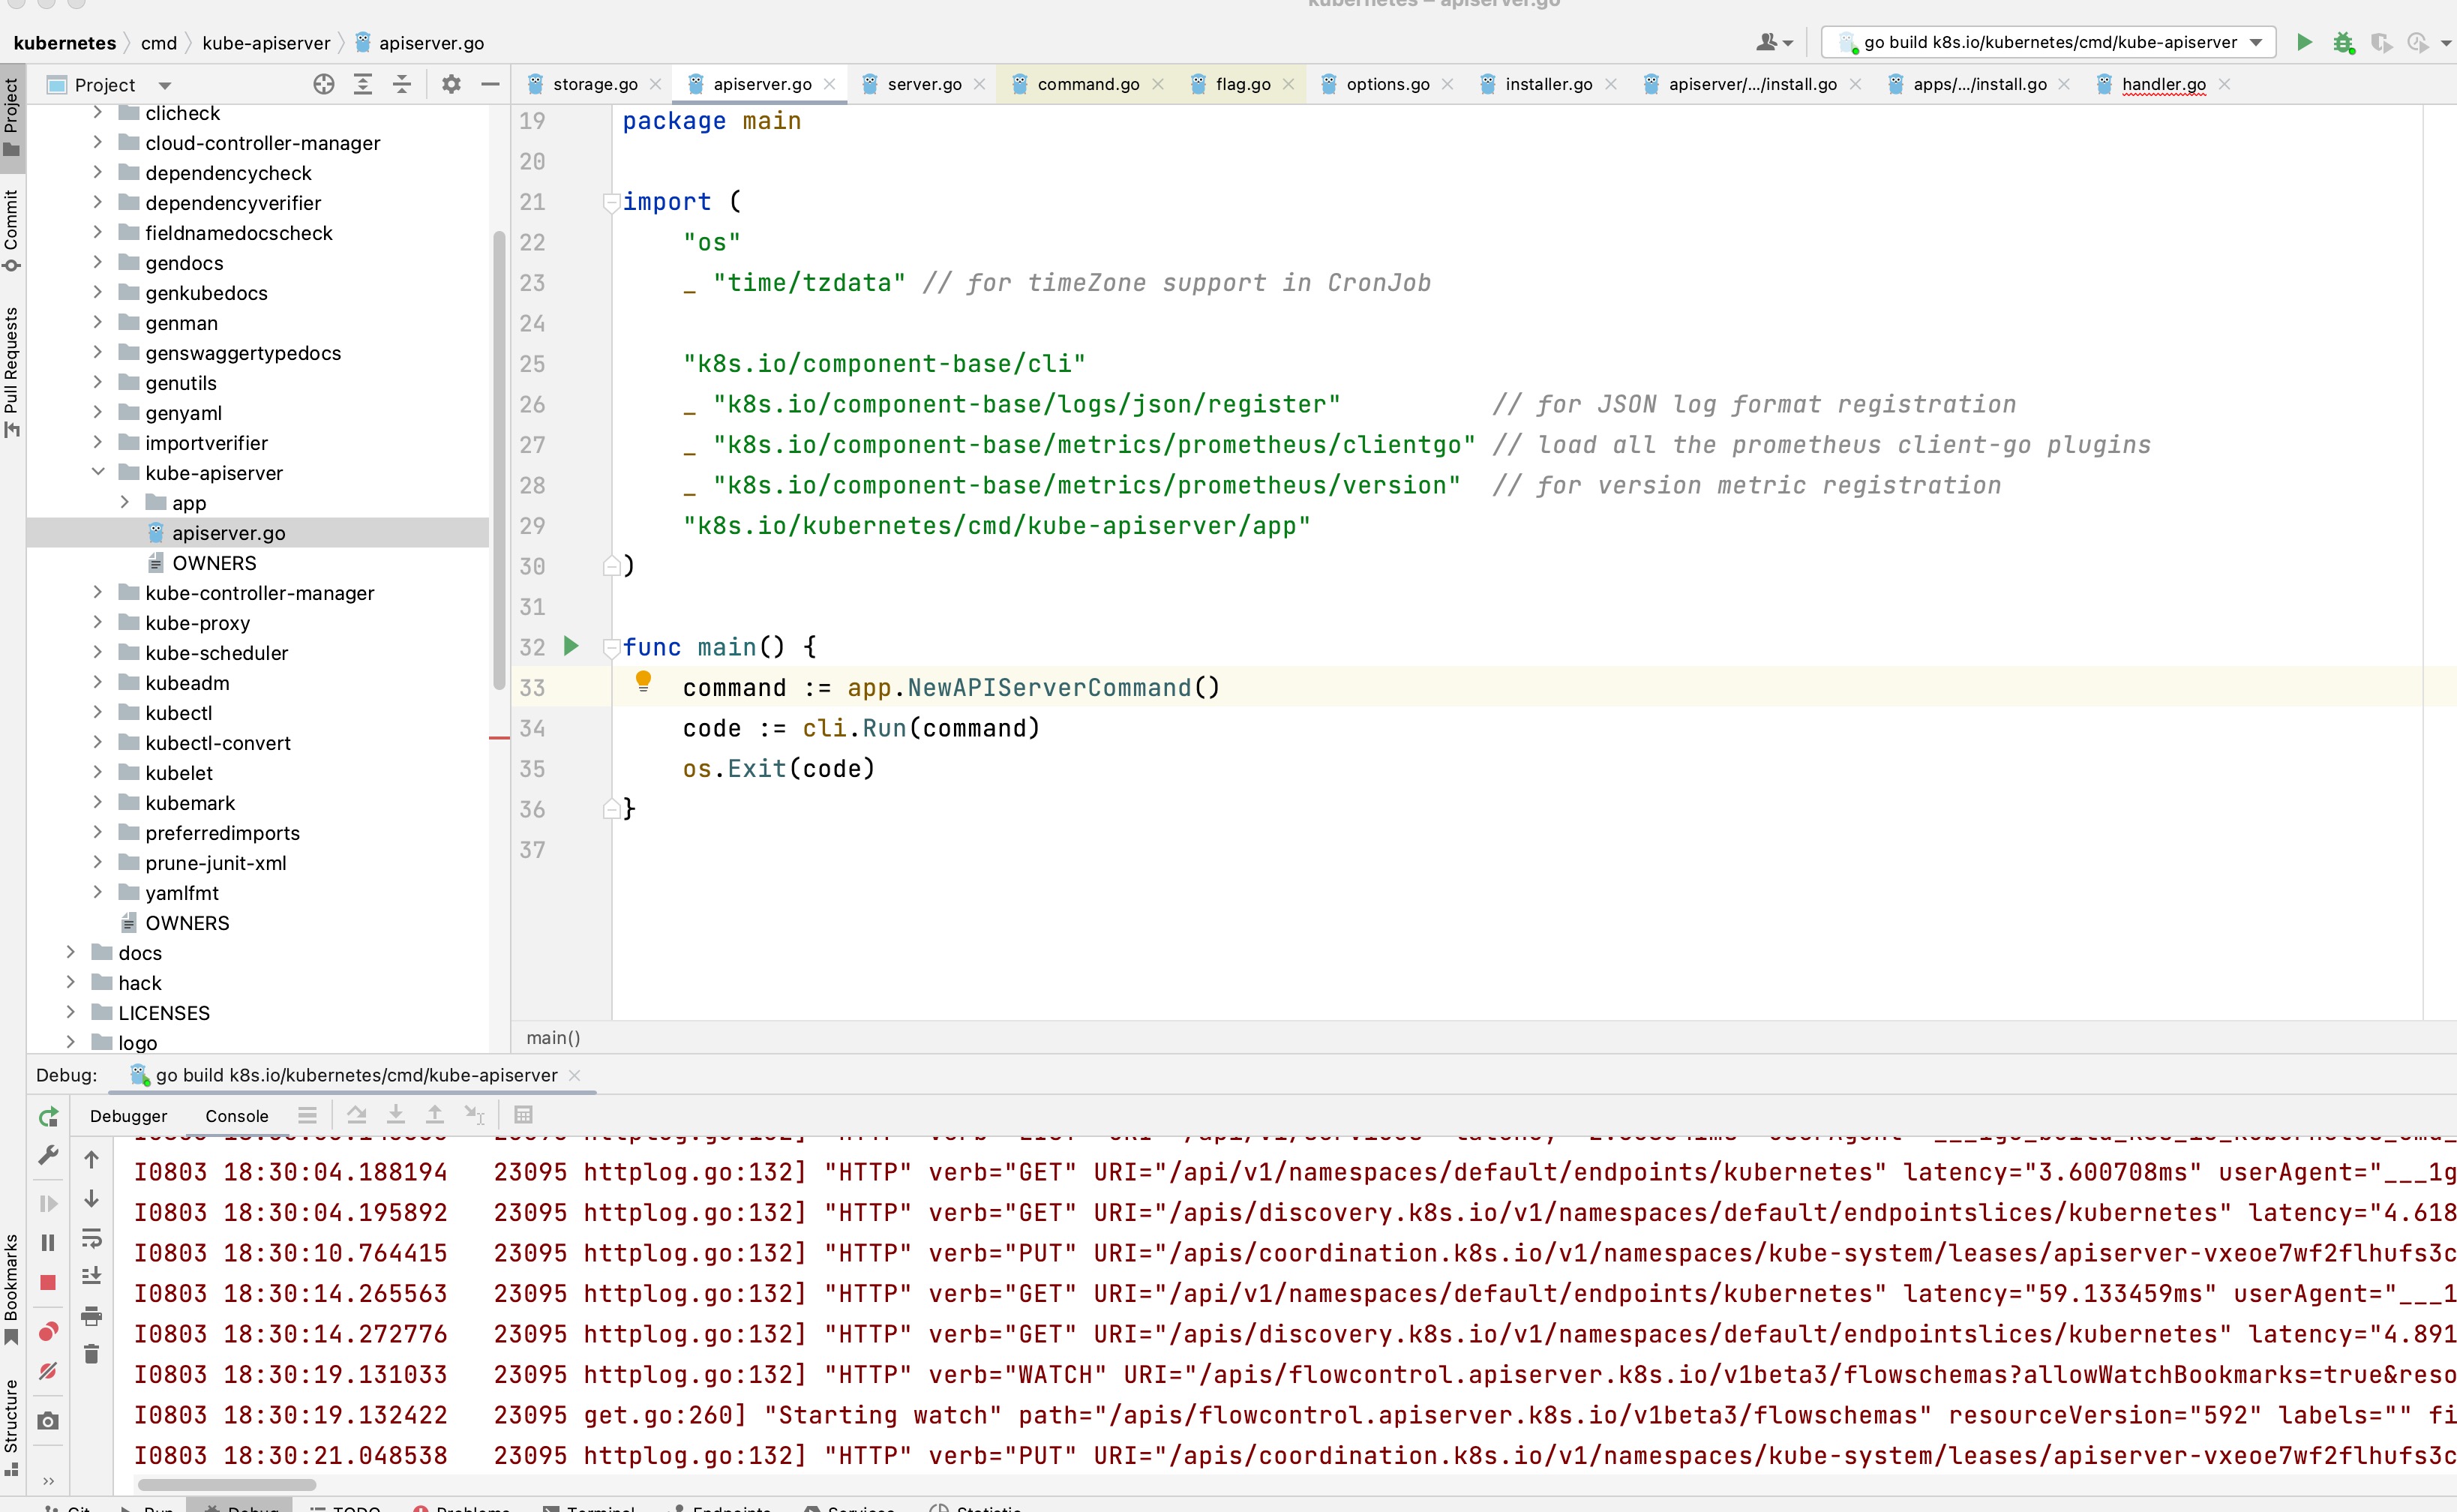 kubernetes – apiserver.go
kubernetes cmd kube-apiserver apiserver.go
go build k8s.io/kubernetes/cmd/kube-apiserver
Project
storage.go apiserver.go server.go command.go flag.go options.go installer.go apiserver/.../install.go apps/.../install.go handler.go
Project
Commit
Pull Requests
Bookmarks
Structure
clicheck
cloud-controller-manager
dependencycheck
dependencyverifier
fieldnamedocscheck
gendocs
genkubedocs
genman
genswaggertypedocs
genutils
genyaml
importverifier
kube-apiserver
app
apiserver.go
OWNERS
kube-controller-manager
kube-proxy
kube-scheduler
kubeadm
kubectl
kubectl-convert
kubelet
kubemark
preferredimports
prune-junit-xml
yamlfmt
OWNERS
docs
hack
LICENSES
logo
19 package main
20
21 import (
22 "os"
23 _ "time/tzdata" // for timeZone support in CronJob
24
25 "k8s.io/component-base/cli"
26 _ "k8s.io/component-base/logs/json/register" // for JSON log format registration
27 _ "k8s.io/component-base/metrics/prometheus/clientgo" // load all the prometheus client-go plugins
28 _ "k8s.io/component-base/metrics/prometheus/version" // for version metric registration
29 "k8s.io/kubernetes/cmd/kube-apiserver/app"
30 )
31
32 func main() {
33 command := app.NewAPIServerCommand()
34 code := cli.Run(command)
35 os.Exit(code)
36 }
37
main()
Debug: go build k8s.io/kubernetes/cmd/kube-apiserver
Debugger Console
I0803 18:30:04.188194 23095 httplog.go:132] "HTTP" verb="GET" URI="/api/v1/namespaces/default/endpoints/kubernetes" latency="3.600708ms" userAgent="___1g
I0803 18:30:04.195892 23095 httplog.go:132] "HTTP" verb="GET" URI="/apis/discovery.k8s.io/v1/namespaces/default/endpointslices/kubernetes" latency="4.618
I0803 18:30:10.764415 23095 httplog.go:132] "HTTP" verb="PUT" URI="/apis/coordination.k8s.io/v1/namespaces/kube-system/leases/apiserver-vxeoe7wf2flhufs3c
I0803 18:30:14.265563 23095 httplog.go:132] "HTTP" verb="GET" URI="/api/v1/namespaces/default/endpoints/kubernetes" latency="59.133459ms" userAgent="___1
I0803 18:30:14.272776 23095 httplog.go:132] "HTTP" verb="GET" URI="/apis/discovery.k8s.io/v1/namespaces/default/endpointslices/kubernetes" latency="4.891
I0803 18:30:19.131033 23095 httplog.go:132] "HTTP" verb="WATCH" URI="/apis/flowcontrol.apiserver.k8s.io/v1beta3/flowschemas?allowWatchBookmarks=true&reso
I0803 18:30:19.132422 23095 get.go:260] "Starting watch" path="/apis/flowcontrol.apiserver.k8s.io/v1beta3/flowschemas" resourceVersion="592" labels="" fi
I0803 18:30:21.048538 23095 httplog.go:132] "HTTP" verb="PUT" URI="/apis/coordination.k8s.io/v1/namespaces/kube-system/leases/apiserver-vxeoe7wf2flhufs3c
Git Run Debug TODO Problems Terminal Endpoints Services Statistic